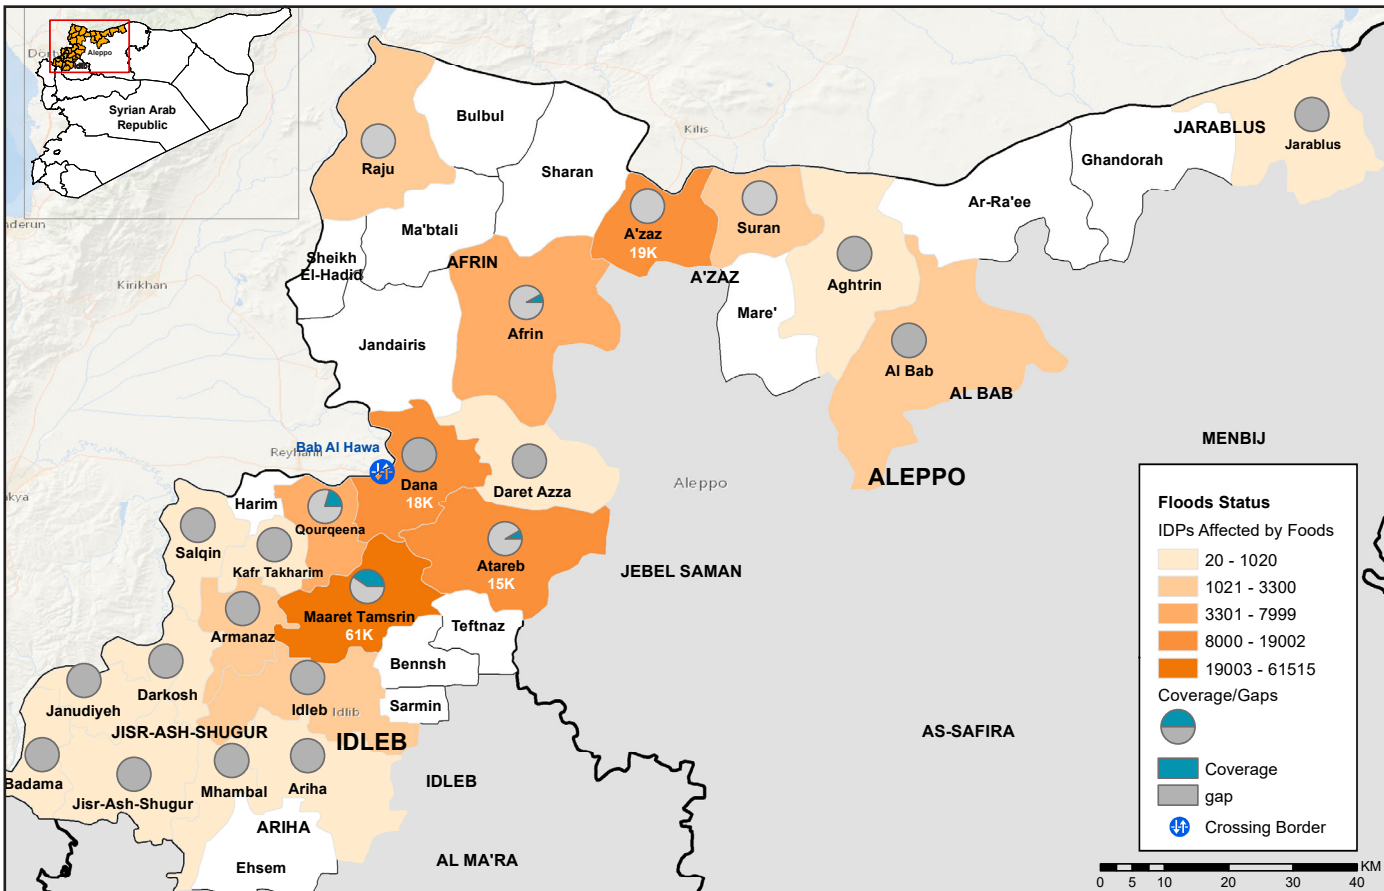 Aleppo
Syrian Arab
Republic
Kilis
Kirikhan
Bulbul
Raju
Sharan
Ma'btali
Sheikh
El-Hadid
AFRIN
Jandairis
Afrin
A'zaz
19K
Suran
A'ZAZ
Mare'
Aghtrin
Al Bab
AL BAB
Ar-Ra'ee
Ghandorah
JARABLUS
Jarablus
MENBIJ
ALEPPO
Aleppo
JEBEL SAMAN
AS-SAFIRA
Bab Al Hawa
Dana
18K
Daret Azza
Harim
Qourqeena
Salqin
Kafr Takharim
Atareb
15K
Maaret Tamsrin
61K
Armanaz
Teftnaz
Bennsh
Sarmin
Darkosh
Janudiyeh
Idleb
Idlib
JISR-ASH-SHUGUR
IDLEB
Badama
Jisr-Ash-Shugur
Mhambal
Ariha
IDLEB
ARIHA
Ehsem
AL MA'RA
Floods Status
IDPs Affected by Foods
20 - 1020
1021 - 3300
3301 - 7999
8000 - 19002
19003 - 61515
Coverage/Gaps
Coverage
gap
Crossing Border
KM
0 5 10 20 30 40